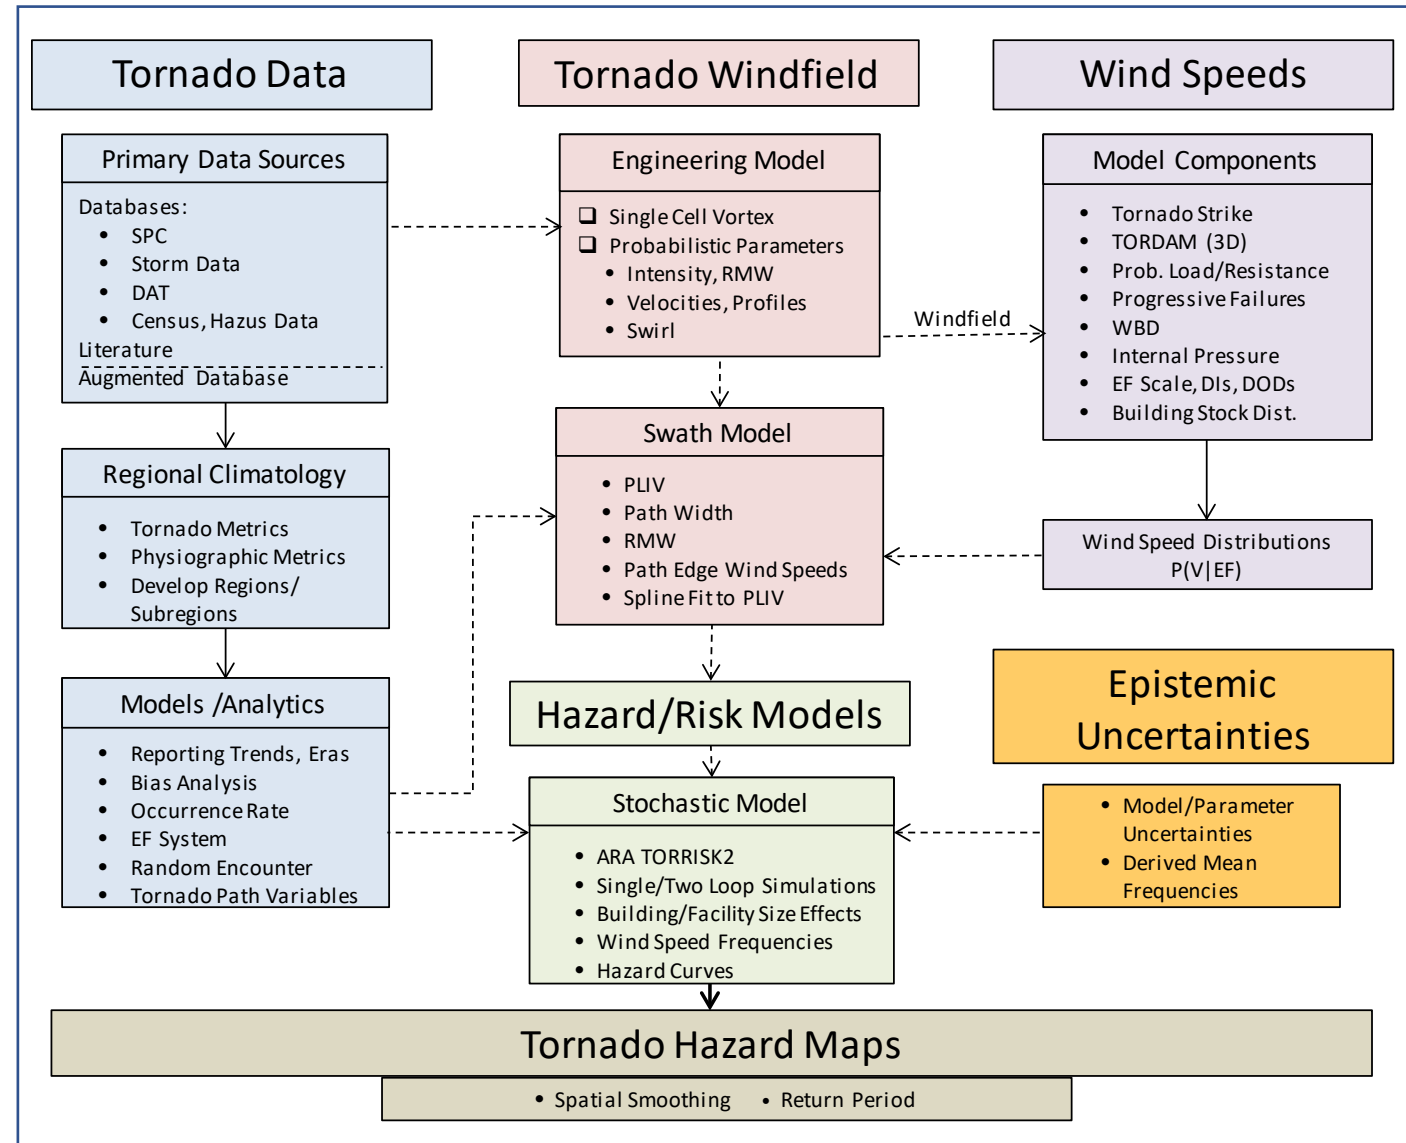 Tornado Data
Primary Data Sources
Databases:
• SPC
• Storm Data
• DAT
• Census, Hazus Data
Literature
Augmented Database
Regional Climatology
• Tornado Metrics
• Physiographic Metrics
• Develop Regions/
Subregions
Models /Analytics
• Reporting Trends, Eras
• Bias Analysis
• Occurrence Rate
• EF System
• Random Encounter
• Tornado Path Variables
Tornado Windfield
Engineering Model
❑ Single Cell Vortex
❑ Probabilistic Parameters
• Intensity, RMW
• Velocities, Profiles
• Swirl
Windfield
Swath Model
• PLIV
• Path Width
• RMW
• Path Edge Wind Speeds
• Spline Fit to PLIV
Hazard/Risk Models
Stochastic Model
• ARA TORRISK2
• Single/Two Loop Simulations
• Building/Facility Size Effects
• Wind Speed Frequencies
• Hazard Curves
Wind Speeds
Model Components
• Tornado Strike
• TORDAM (3D)
• Prob. Load/Resistance
• Progressive Failures
• WBD
• Internal Pressure
• EF Scale, DIs, DODs
• Building Stock Dist.
Wind Speed Distributions
P(V|EF)
Epistemic
Uncertainties
• Model/Parameter
Uncertainties
• Derived Mean
Frequencies
Tornado Hazard Maps
• Spatial Smoothing • Return Period